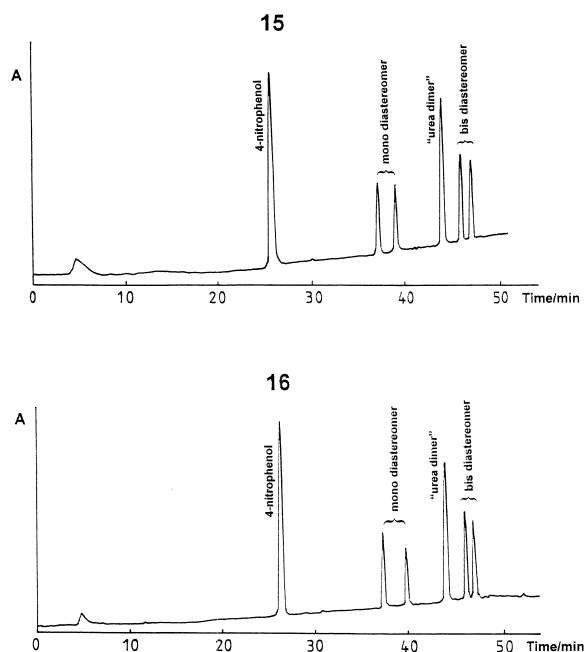 15
A
4-nitrophenol
mono diastereomer
"urea dimer"
bis diastereomer
0
10
20
30
40
50
Time/min
16
A
4-nitrophenol
mono diastereomer
"urea dimer"
bis diastereomer
0
10
20
30
40
50
Time/min